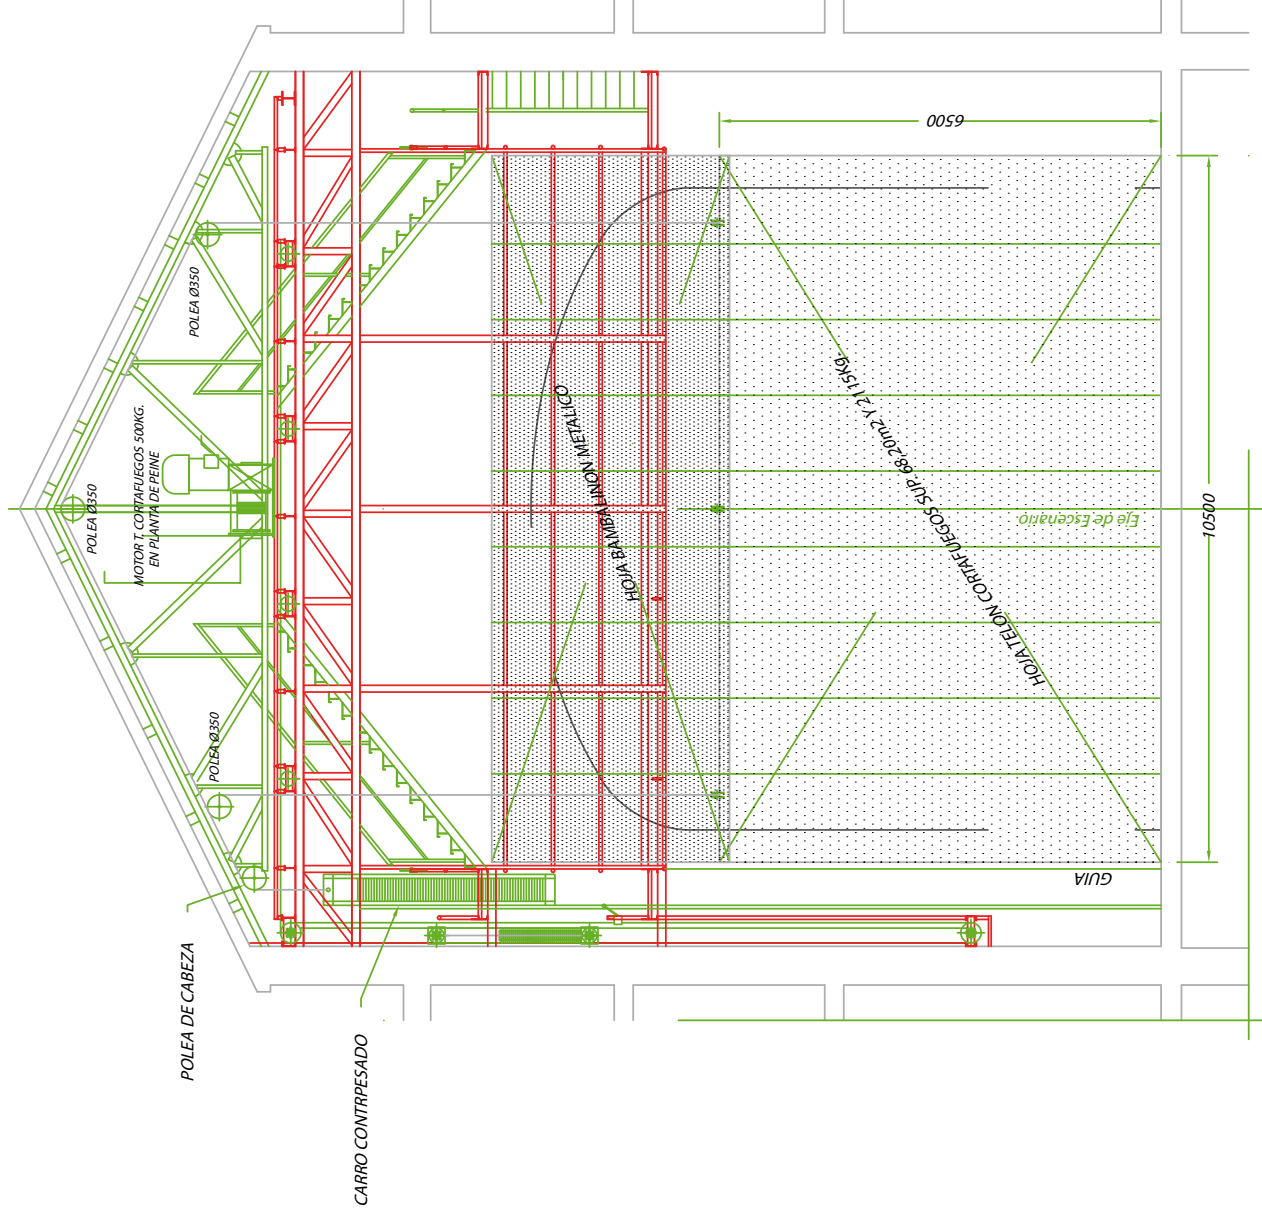 POLEA Ø350
POLEA Ø350
MOTOR T. CORTAFUEGOS 500KG.
EN PLANTA DE PEINE
POLEA Ø350
POLEA DE CABEZA
CARRO CONTRPESADO
HOJA BAMBALINON METALICO
HOJA TELON CORTAFUEGOS SUP. 68,20m2 Y 2115Kg.
Eje de Escenario
6500
10500
GUIA